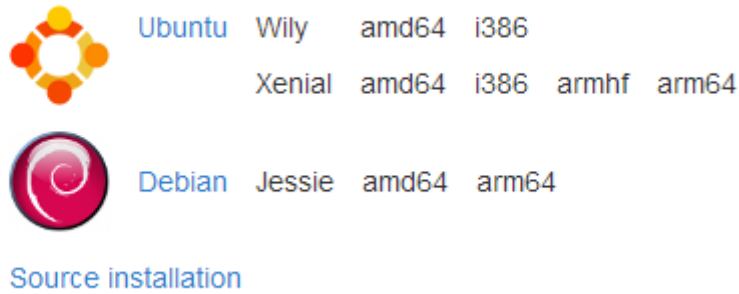 Ubuntu Wily amd64 i386
Xenial amd64 i386 armhf arm64
Debian Jessie amd64 arm64
Source installation